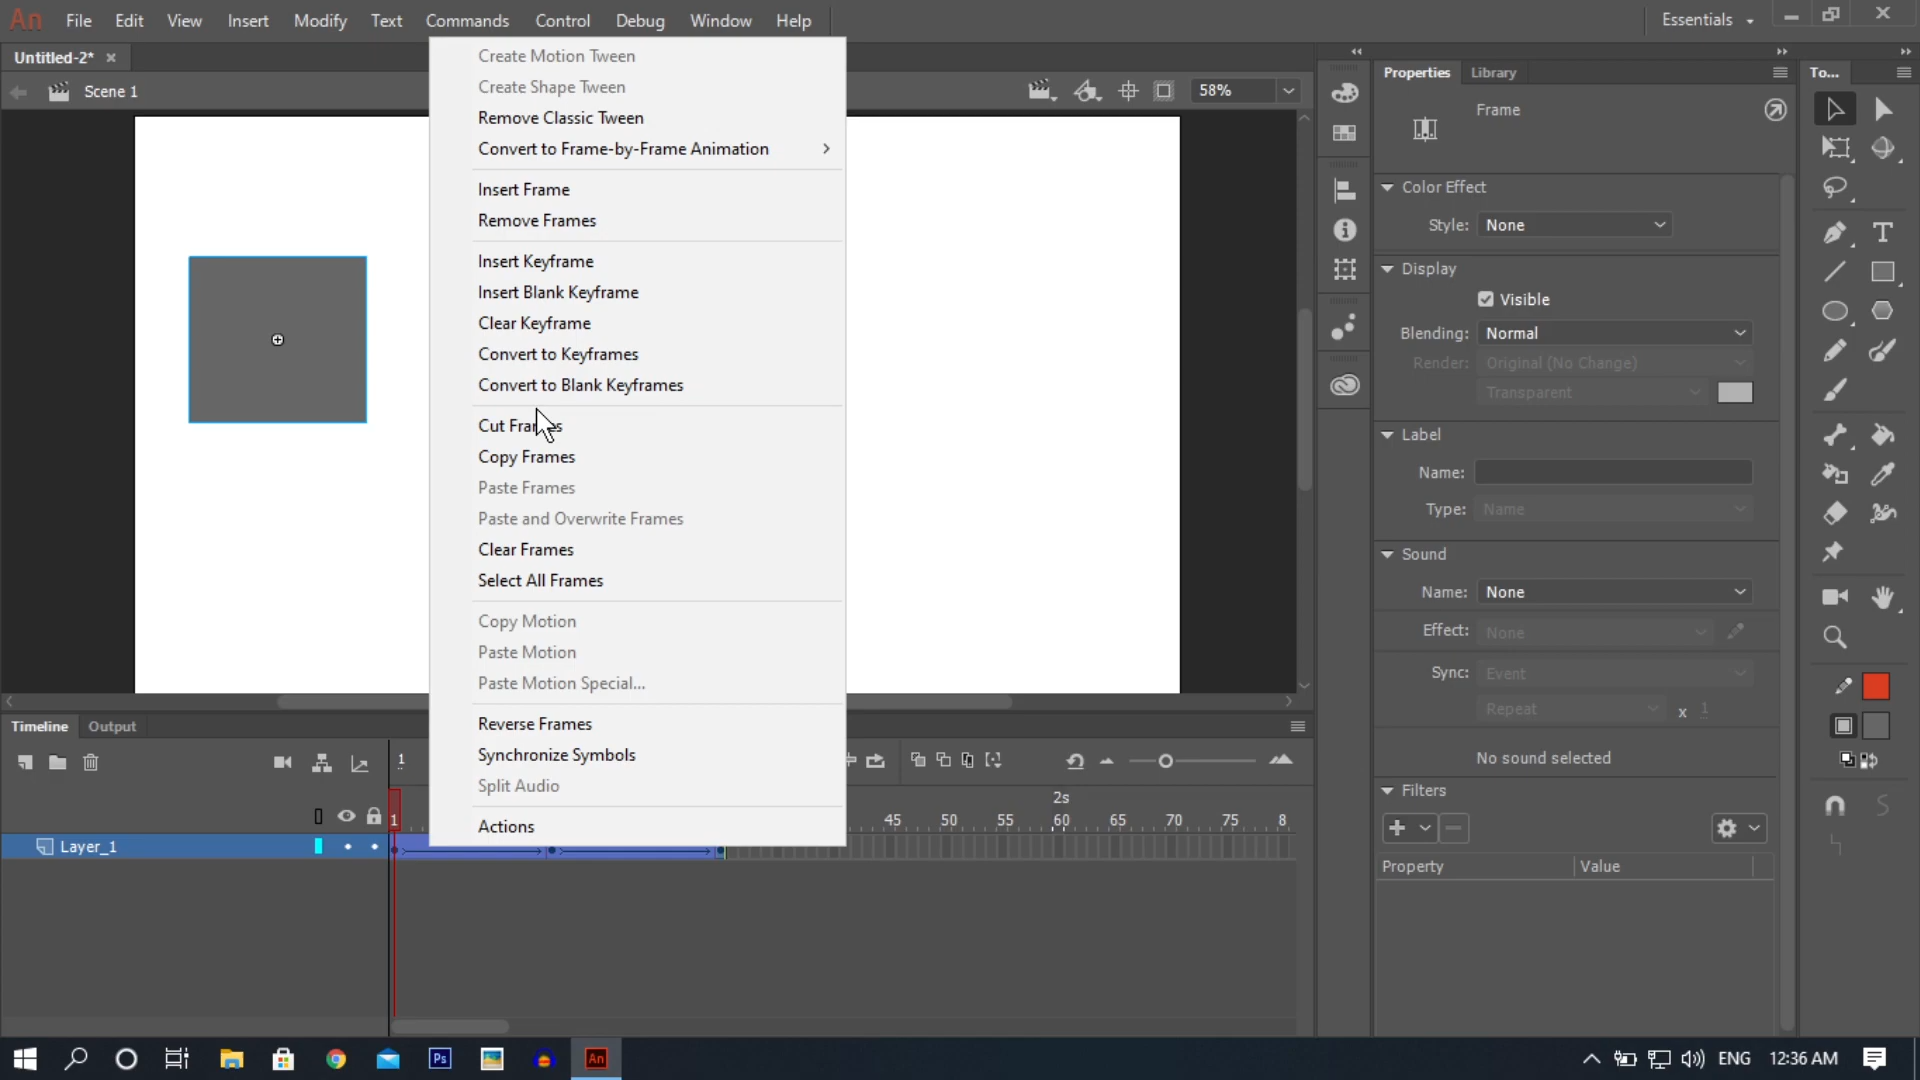 An File Edit View Insert Modify Text Commands Control Debug Window Help Essentials
Untitled-2*
Scene 1
58%
Create Motion Tween
Create Shape Tween
Remove Classic Tween
Convert to Frame-by-Frame Animation
Insert Frame
Remove Frames
Insert Keyframe
Insert Blank Keyframe
Clear Keyframe
Convert to Keyframes
Convert to Blank Keyframes
Cut Frames
Copy Frames
Paste Frames
Paste and Overwrite Frames
Clear Frames
Select All Frames
Copy Motion
Paste Motion
Paste Motion Special...
Reverse Frames
Synchronize Symbols
Split Audio
Actions
Properties Library
To...
Frame
Color Effect
Style: None
Display
Visible
Blending: Normal
Render: Original (No Change)
Transparent
Label
Name:
Type: Name
Sound
Name: None
Effect: None
Sync: Event
Repeat x 1
No sound selected
Filters
Property Value
Timeline Output
1
2s
1 45 50 55 60 65 70 75 8
Layer_1
Ps An ENG 12:36 AM